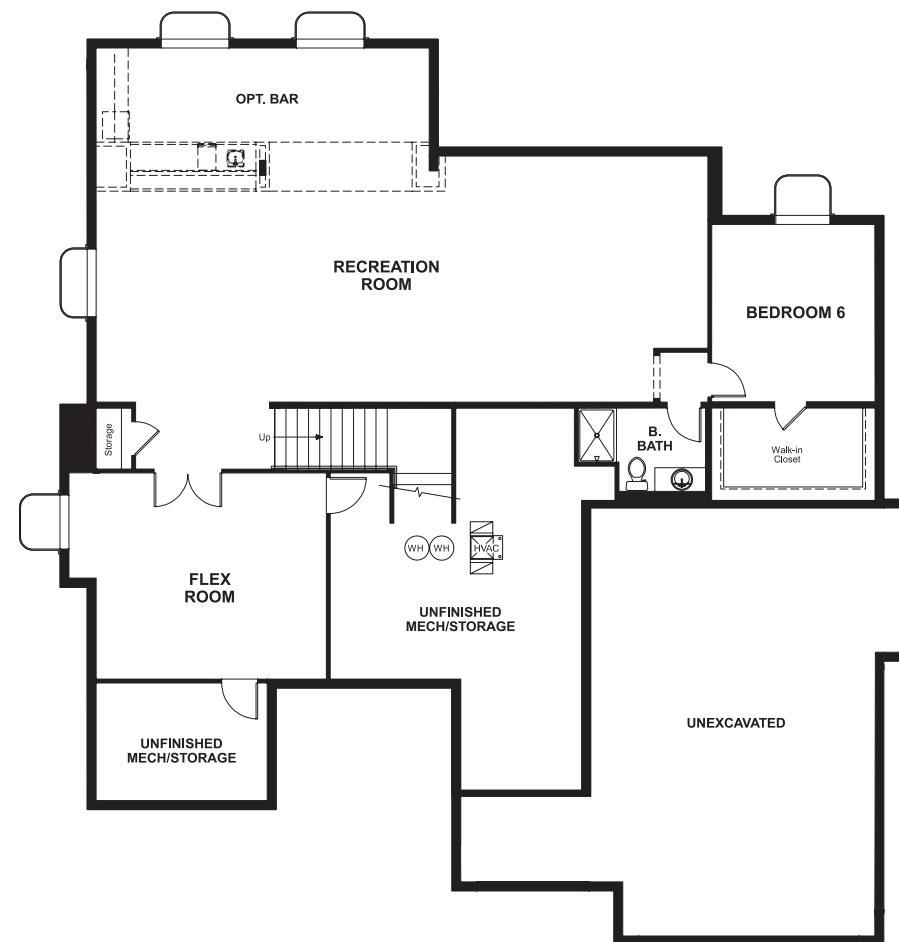 OPT. BAR
RECREATION
ROOM
BEDROOM 6
Storage
Up
B.
BATH
Walk-in
Closet
WH
WH
HVAC
FLEX
ROOM
UNFINISHED
MECH/STORAGE
UNEXCAVATED
UNFINISHED
MECH/STORAGE